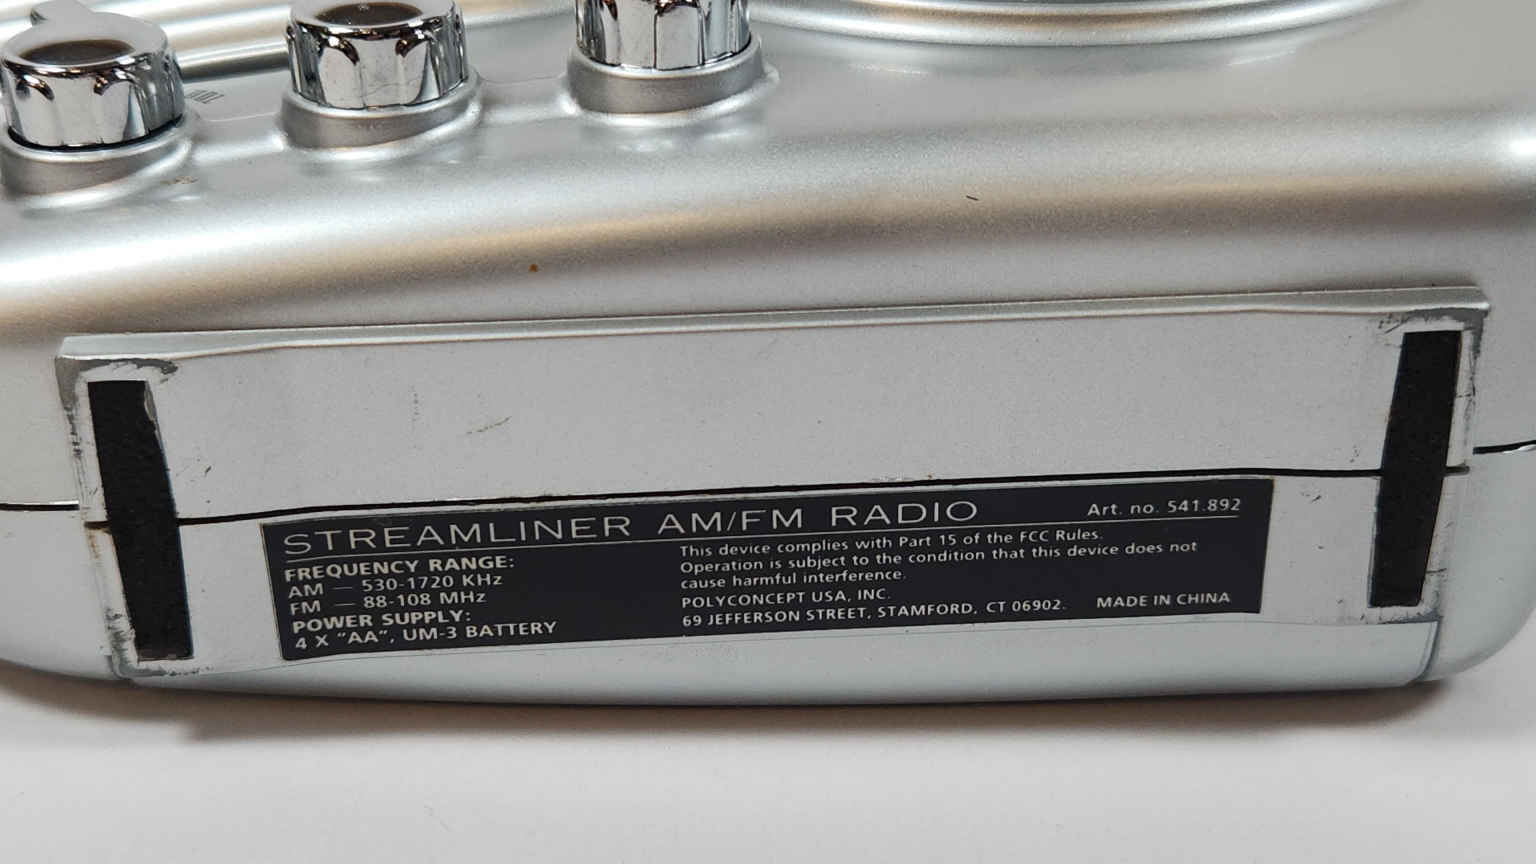 STREAMLINER AM/FM RADIO
Art. no. 541.892
FREQUENCY RANGE:
AM — 530-1720 KHz
FM — 88-108 MHz
POWER SUPPLY:
4 X "AA", UM-3 BATTERY
This device complies with Part 15 of the FCC Rules.
Operation is subject to the condition that this device does not
cause harmful interference.
POLYCONCEPT USA, INC.
69 JEFFERSON STREET, STAMFORD, CT 06902.
MADE IN CHINA